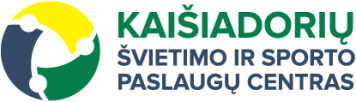 KAIŠIADORIŲ
ŠVIETIMO IR SPORTO
PASLAUGŲ CENTRAS